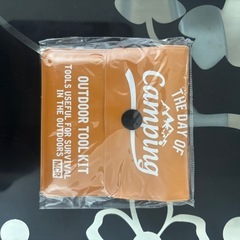 THE DAY OF
Camping
OUTDOOR TOOL KIT
TOOLS USEFUL FOR SURVIVAL
IN THE OUTDOORS